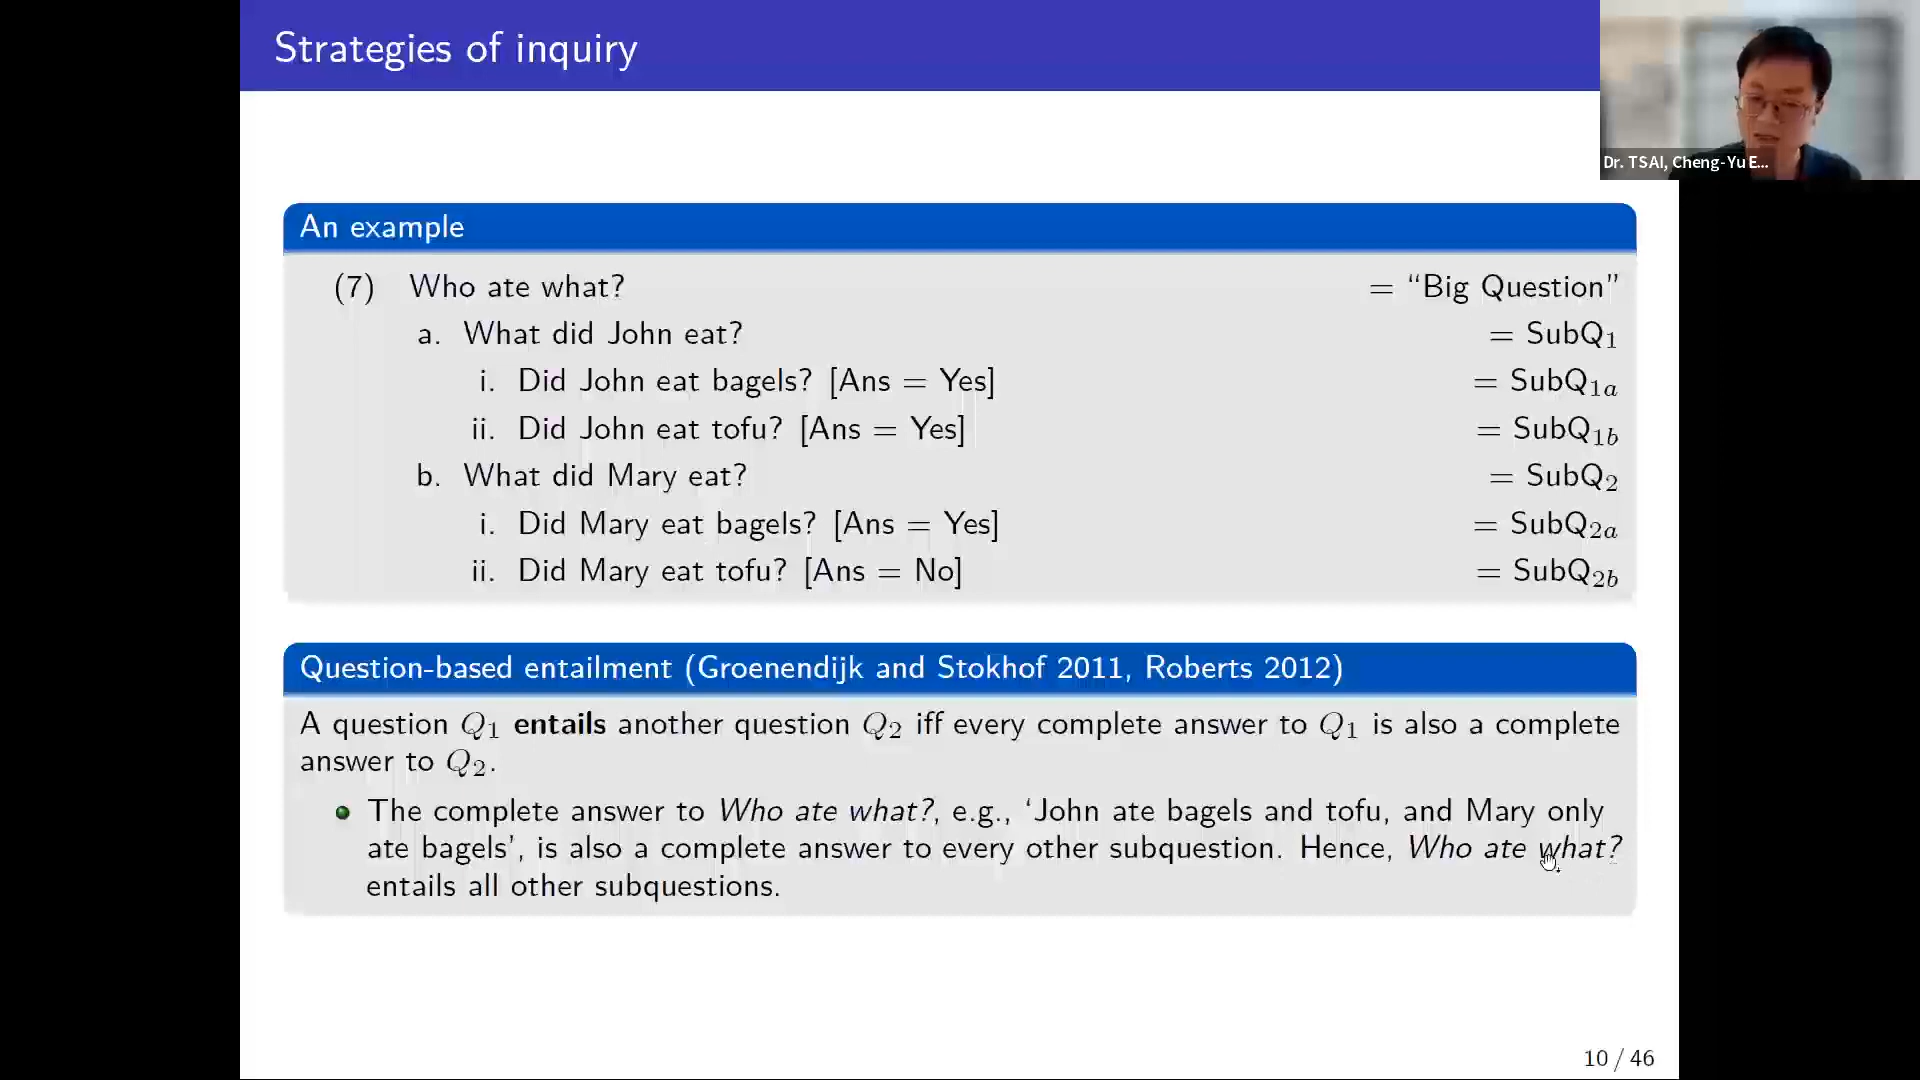 Strategies of inquiry
Dr. TSAI, Cheng-Yu E...
An example
(7) Who ate what? = “Big Question”
a. What did John eat? = SubQ₁
i. Did John eat bagels? [Ans = Yes] = SubQ₁ₐ
ii. Did John eat tofu? [Ans = Yes] = SubQ1b
b. What did Mary eat? = SubQ₂
i. Did Mary eat bagels? [Ans = Yes] = SubQ₂ₐ
ii. Did Mary eat tofu? [Ans = No] = SubQ2b
Question-based entailment (Groenendijk and Stokhof 2011, Roberts 2012)
A question Q₁ entails another question Q₂ iff every complete answer to Q₁ is also a complete
answer to Q₂.
The complete answer to Who ate what?, e.g., ‘John ate bagels and tofu, and Mary only
ate bagels’, is also a complete answer to every other subquestion. Hence, Who ate what?
entails all other subquestions.
10 / 46